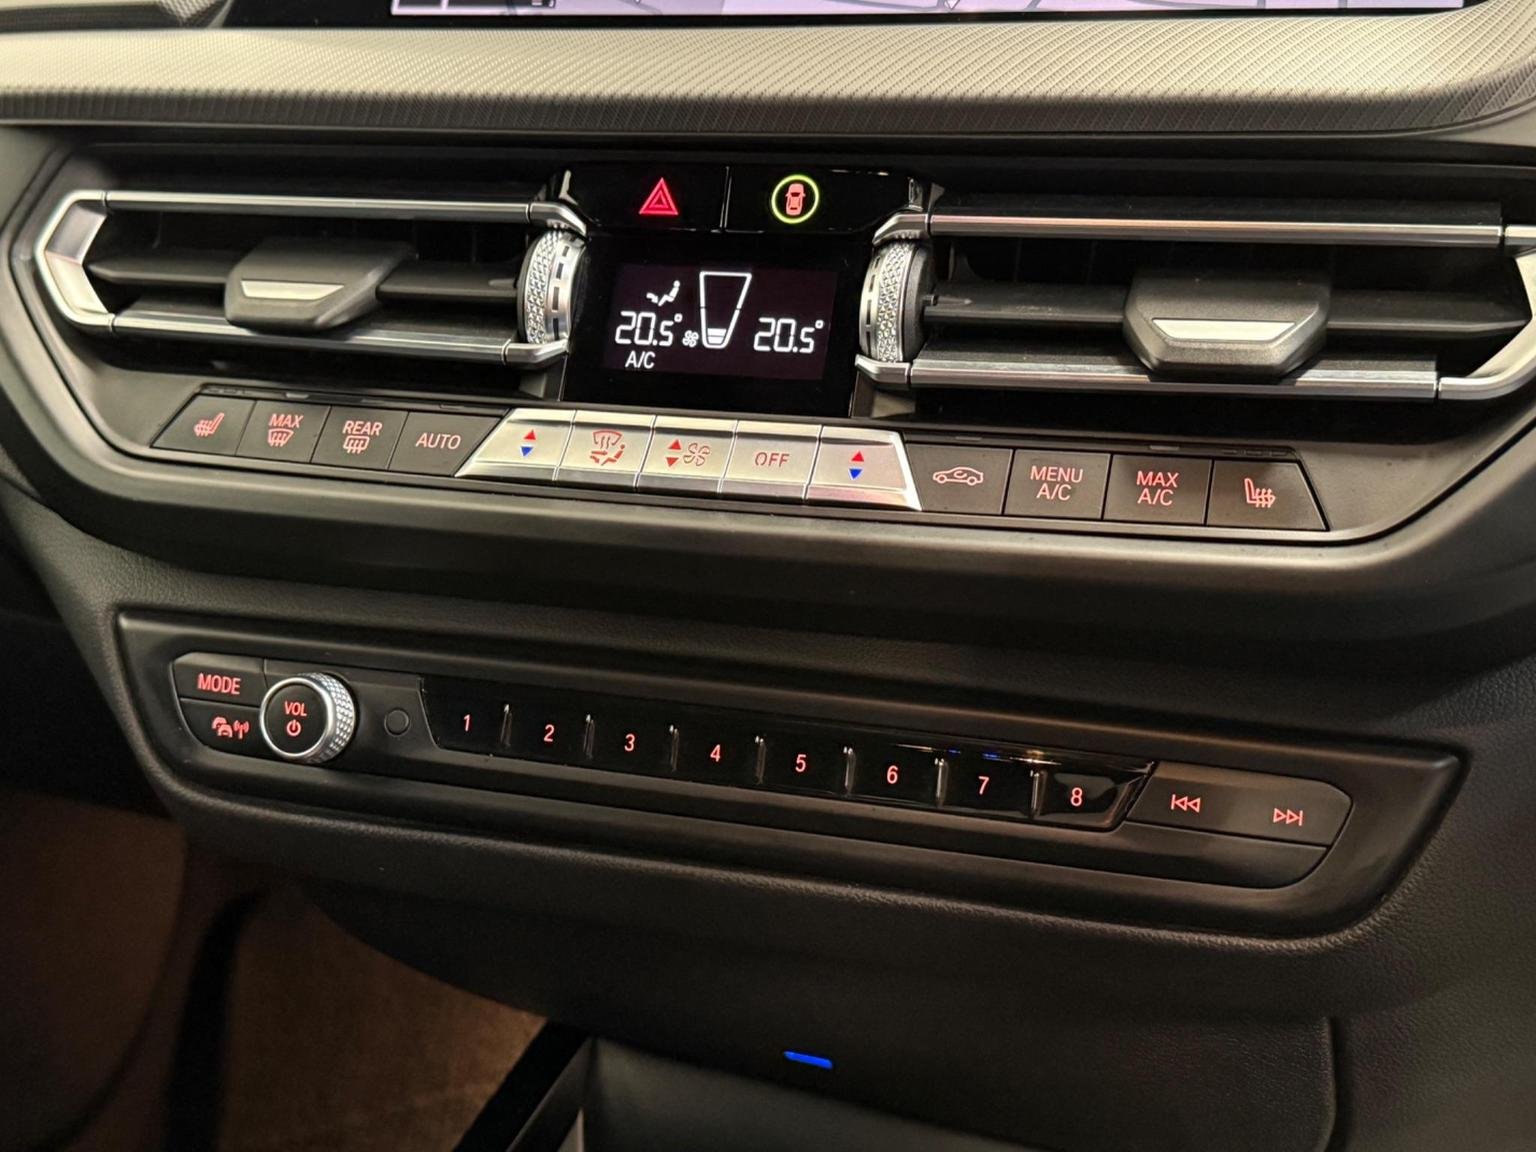 20.5°
20.5°
A/C
MAX
REAR
AUTO
OFF
MENU
A/C
MAX
A/C
MODE
VOL
1
2
3
4
5
6
7
8